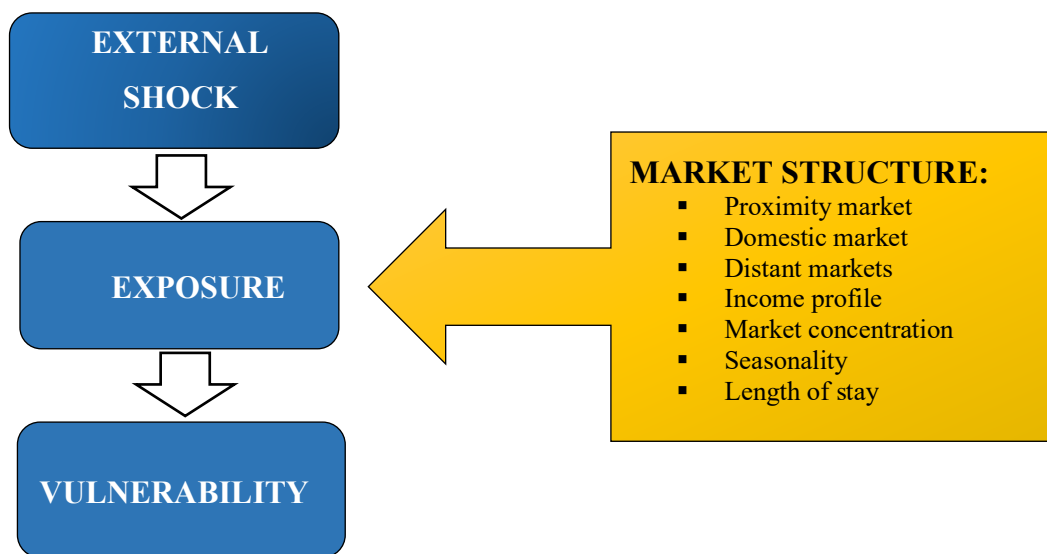 EXTERNAL
SHOCK
EXPOSURE
VULNERABILITY
MARKET STRUCTURE:
▪ Proximity market
▪ Domestic market
▪ Distant markets
▪ Income profile
▪ Market concentration
▪ Seasonality
▪ Length of stay